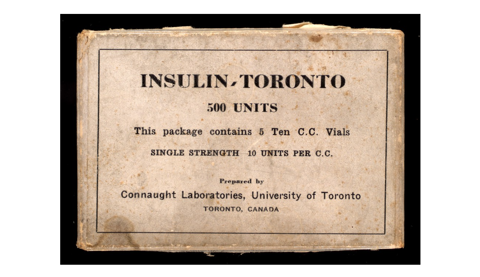 INSULIN-TORONTO
500 UNITS
This package contains 5 Ten C.C. Vials
SINGLE STRENGTH 10 UNITS PER C.C.
Prepared by
Connaught Laboratories, University of Toronto
TORONTO, CANADA